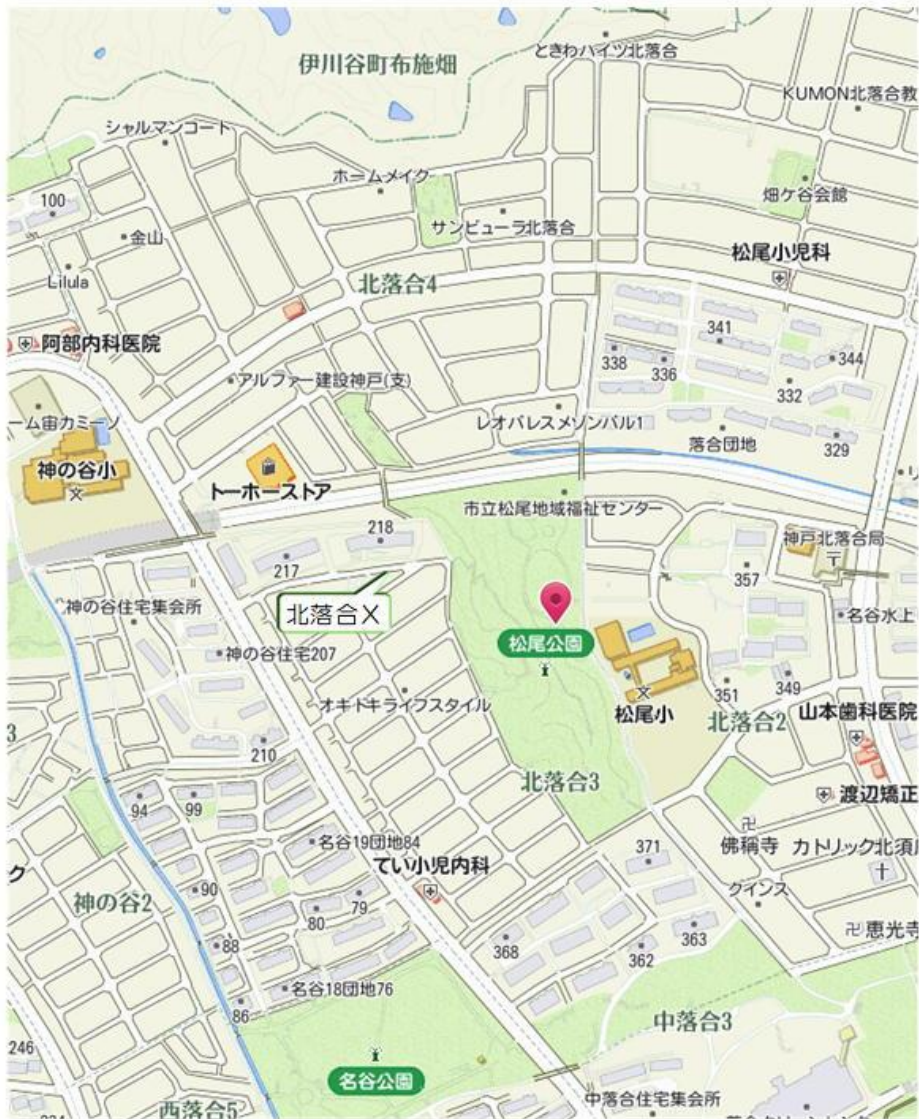 ときわハイツ北落合
伊川谷町布施畑
KUMON北落合教
シャルマンコート
ホームメイク
畑ケ谷会館
100
金山
サンビューラ北落合
松尾小児科
Lilula
北落合4
341
阿部内科医院
338
336
344
アルファー建設神戸(支)
332
ーム宙カミーノ
レオパレスメゾンバル1
落合団地
329
神の谷小
トーホーストア
リ
市立松尾地域福祉センター
218
神戸北落合局
217
357
神の谷住宅集会所
北落合X
名谷水上
松尾公園
神の谷住宅207
351
349
オキドキライフスタイル
松尾小
北落合2
山本歯科医院
3
210
北落合3
渡辺矯正
94
99
名谷19団地84
371
佛稱寺
カトリック北須
てい小児内科
ク
90
79
クインス
神の谷2
80
88
368
363
恵光寺
362
名谷18団地76
86
中落合3
246
名谷公園
中落合住宅集会所
西落合5